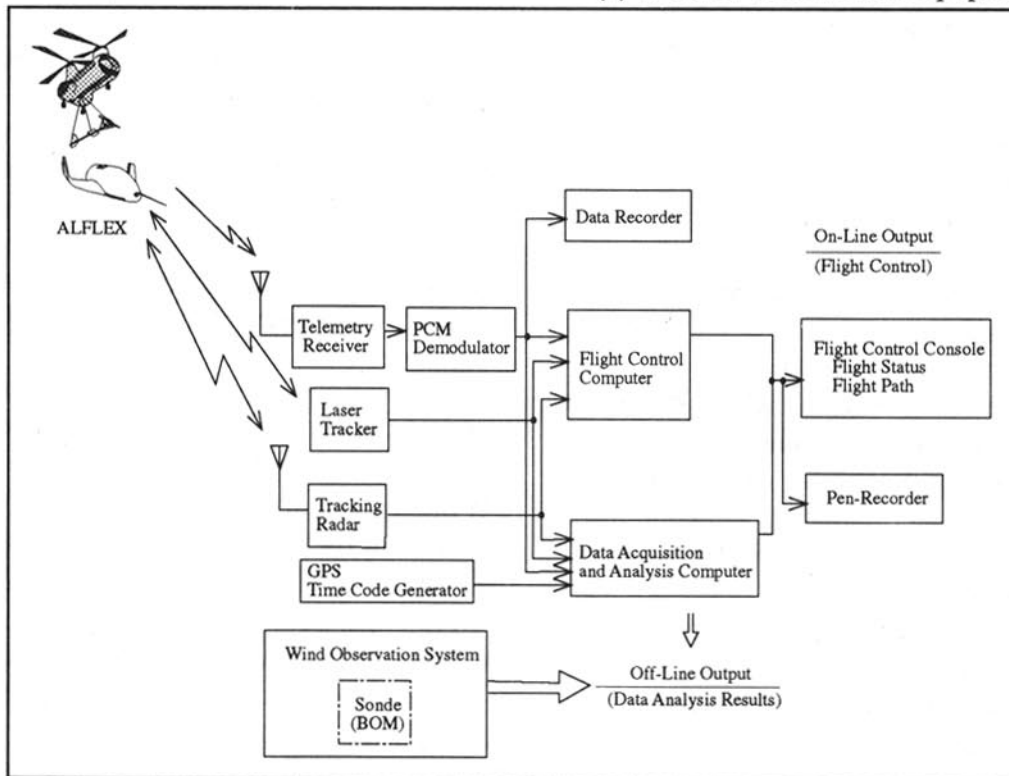 ALFLEX
Data Recorder
On-Line Output
(Flight Control)
Telemetry
Receiver
PCM
Demodulator
Flight Control
Computer
Flight Control Console
Flight Status
Flight Path
Laser
Tracker
Pen-Recorder
Tracking
Radar
Data Acquisition
and Analysis Computer
GPS
Time Code Generator
Wind Observation System
Sonde
(BOM)
Off-Line Output
(Data Analysis Results)